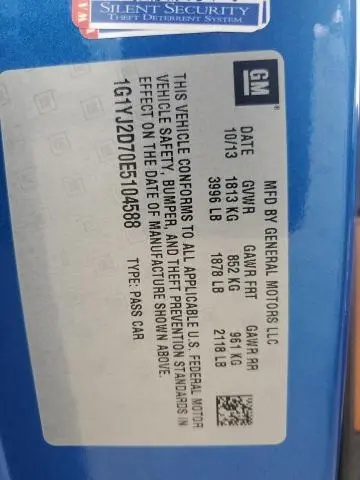 SILENT SECURITY
THEFT DETERRENT SYSTEM
GM
®
MFD BY GENERAL MOTORS LLC
DATE GVWR GAWR FRT GAWR RR
10/13 1813 KG 852 KG 961 KG
3996 LB 1878 LB 2118 LB
THIS VEHICLE CONFORMS TO ALL APPLICABLE U.S. FEDERAL MOTOR
VEHICLE SAFETY, BUMPER, AND THEFT PREVENTION STANDARDS IN
EFFECT ON THE DATE OF MANUFACTURE SHOWN ABOVE.
1G1YJ2D70E5104588 TYPE: PASS CAR